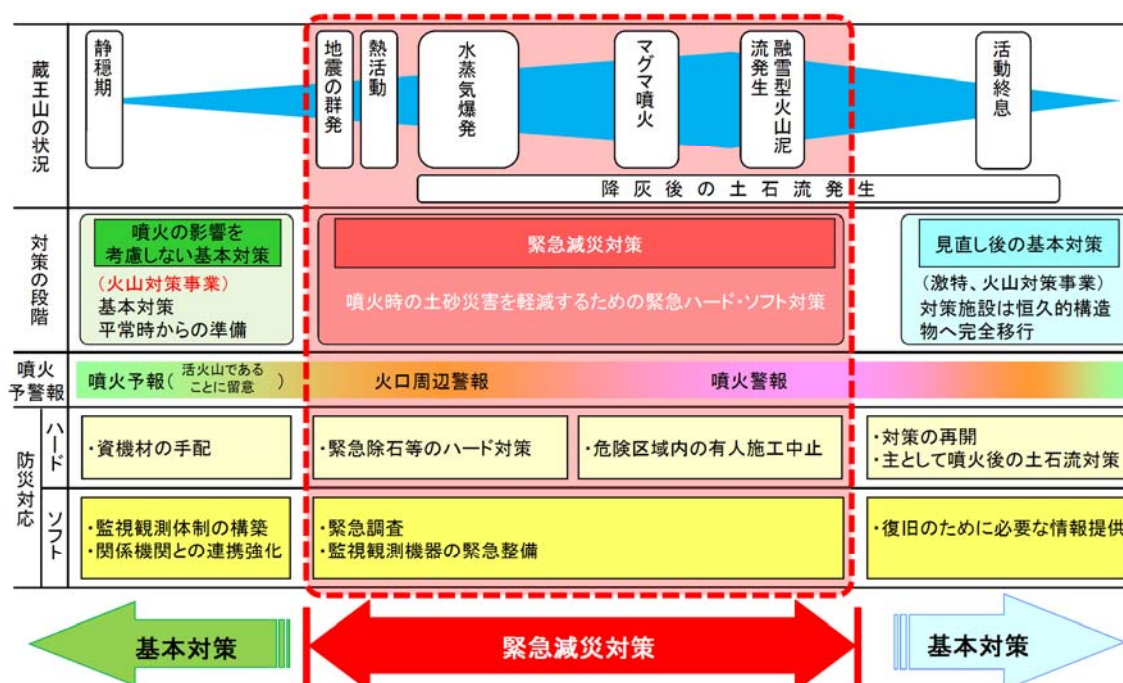 蔵王山の状況
静穏期
地震の群発
熱活動
水蒸気爆発
マグマ噴火
融雪型火山泥
流発生
活動終息
降灰後の土石流発生
対策の段階
噴火の影響を
考慮しない基本対策
(火山対策事業)
基本対策
平常時からの準備
緊急減災対策
噴火時の土砂災害を軽減するための緊急ハード・ソフト対策
見直し後の基本対策
(激特、火山対策事業)
対策施設は恒久的構造
物へ完全移行
噴火
予警報
噴火予報(活火山である
ことに留意)
火口周辺警報
噴火警報
防災対応
ハード
・資機材の手配
・緊急除石等のハード対策
・危険区域内の有人施工中止
・対策の再開
・主として噴火後の土石流対策
ソフト
・監視観測体制の構築
・関係機関との連携強化
・緊急調査
・監視観測機器の緊急整備
・復旧のために必要な情報提供
基本対策
緊急減災対策
基本対策